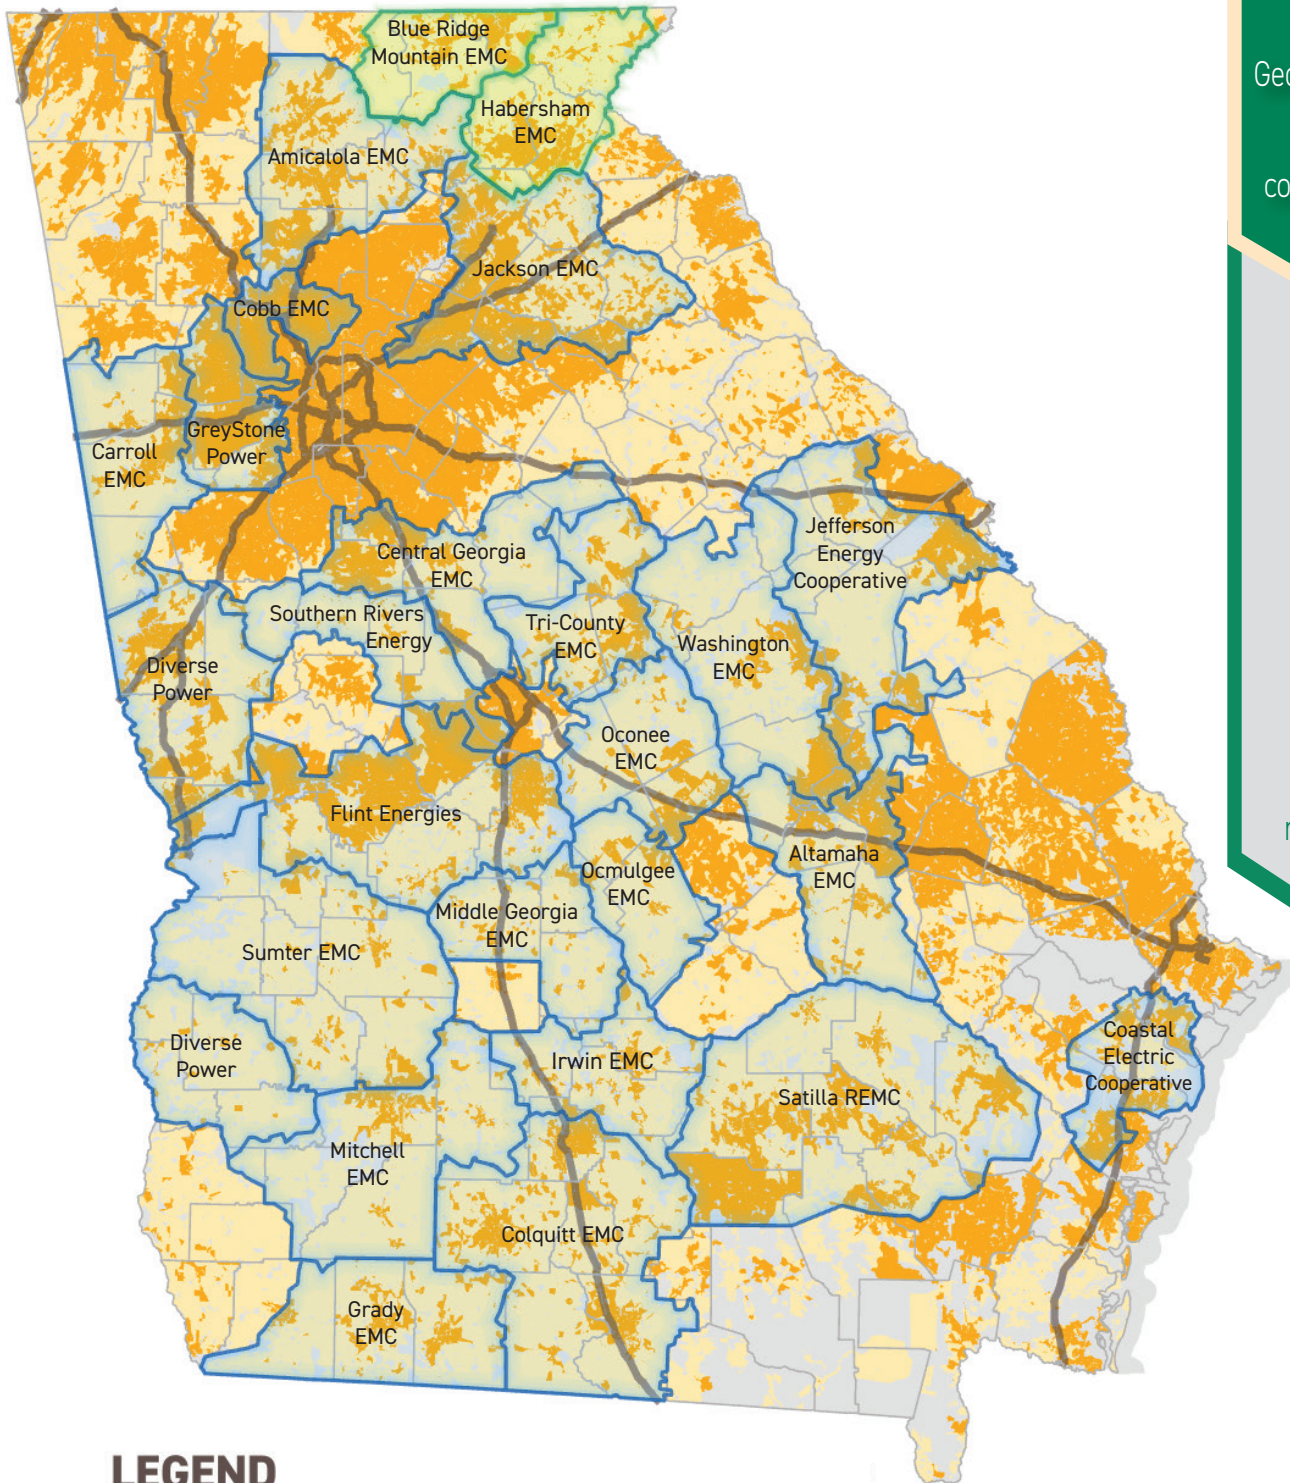 Blue Ridge
Mountain EMC
Habersham
EMC
Amicalola EMC
Jackson EMC
Cobb EMC
GreyStone
Power
Carroll
EMC
Jefferson
Energy
Cooperative
Central Georgia
EMC
Southern Rivers
Energy
Tri-County
EMC
Washington
EMC
Diverse
Power
Oconee
EMC
Flint Energies
Altamaha
EMC
Ocmulgee
EMC
Middle Georgia
EMC
Sumter EMC
Diverse
Power
Irwin EMC
Coastal
Electric
Cooperative
Satilla REMC
Mitchell
EMC
Colquitt EMC
Grady
EMC
LEGEND